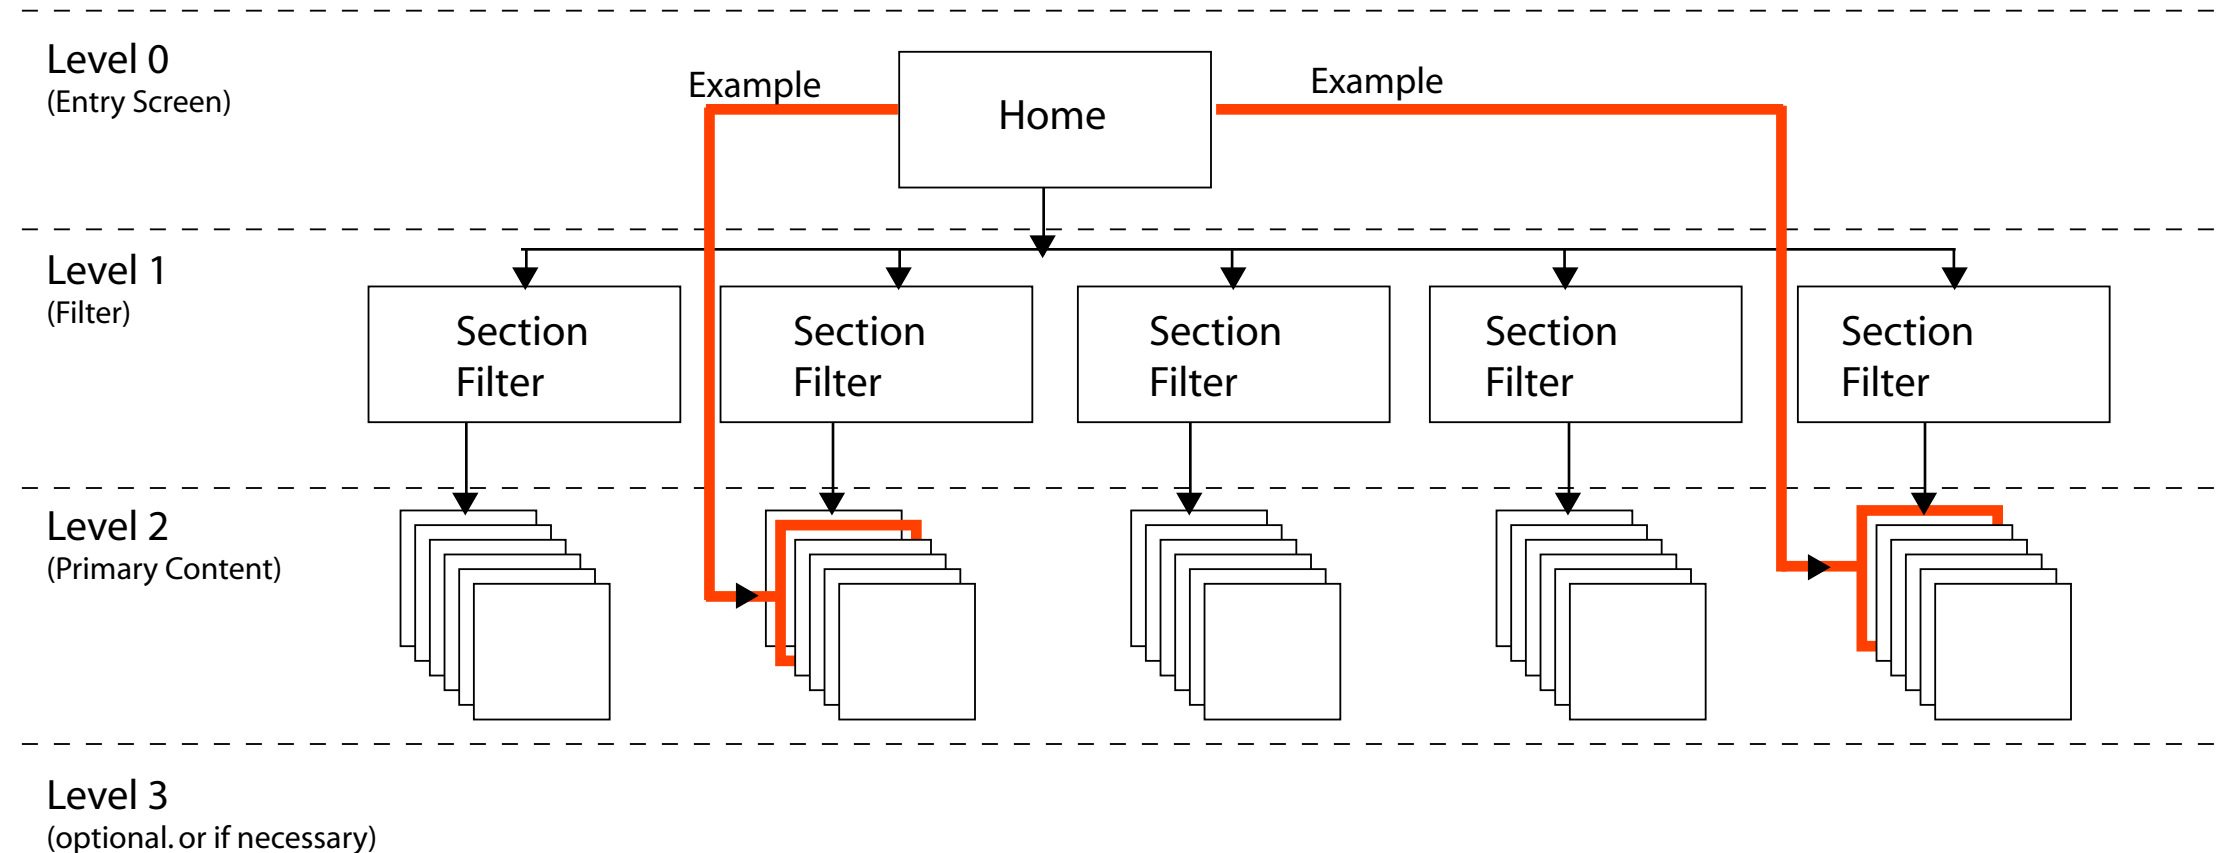 Level 0
(Entry Screen)
Example
Home
Example
Level 1
(Filter)
Section
Filter
Section
Filter
Section
Filter
Section
Filter
Section
Filter
Level 2
(Primary Content)
Level 3
(optional. or if necessary)